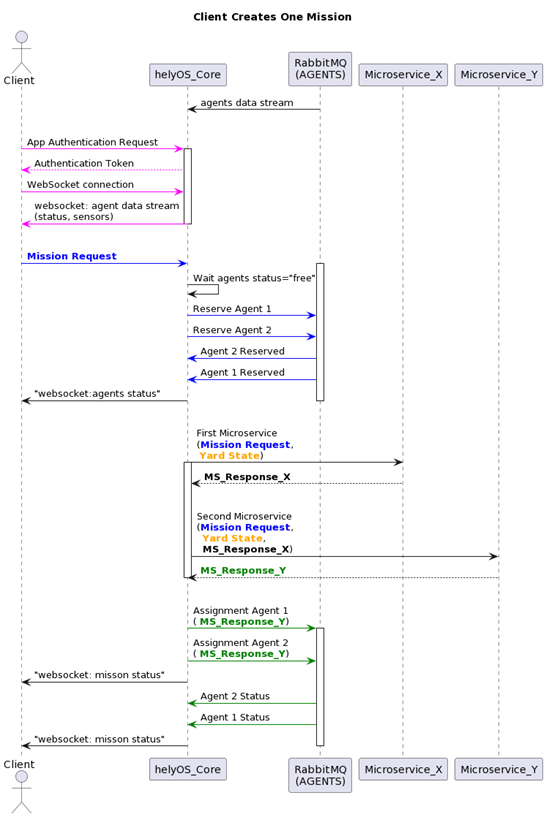 Client Creates One Mission
Client
helyOS_Core
RabbitMQ
(AGENTS)
Microservice_X
Microservice_Y
agents data stream
App Authentication Request
Authentication Token
WebSocket connection
websocket: agent data stream
(status, sensors)
Mission Request
Wait agents status="free"
Reserve Agent 1
Reserve Agent 2
Agent 2 Reserved
Agent 1 Reserved
"websocket:agents status"
First Microservice
(Mission Request,
Yard State)
MS_Response_X
Second Microservice
(Mission Request,
Yard State,
MS_Response_X)
MS_Response_Y
Assignment Agent 1
( MS_Response_Y)
Assignment Agent 2
( MS_Response_Y)
"websocket: misson status"
Agent 2 Status
Agent 1 Status
"websocket: misson status"
Client
helyOS_Core
RabbitMQ
(AGENTS)
Microservice_X
Microservice_Y